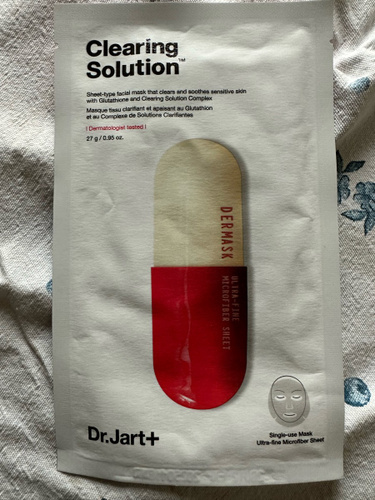 Clearing
Solution™
Sheet-type facial mask that clears and soothes sensitive skin
with Glutathione and Clearing Solution Complex
Masque tissu clarifiant et apaisant au Glutathion
et au Complexe de Solutions Clarifiantes
| Dermatologist tested |
27 g / 0.95 oz.
DERMASK
ULTRA-FINE
MICROFIBER SHEET
Dr.Jart+
Single-use Mask
Ultra-fine Microfiber Sheet